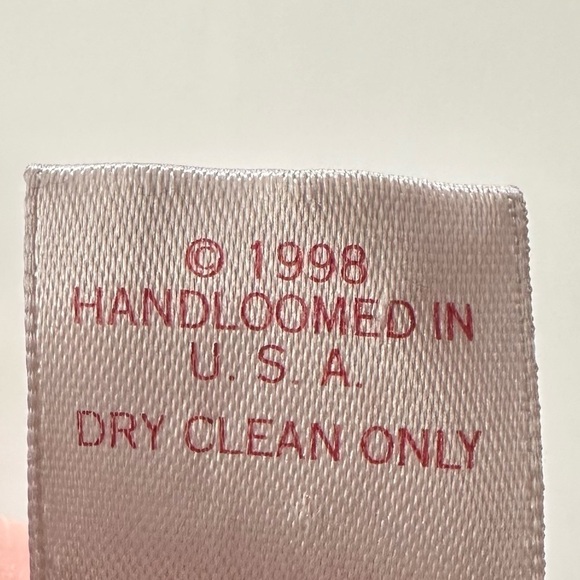 © 1998
HANDLOOMED IN
U. S. A.
DRY CLEAN ONLY